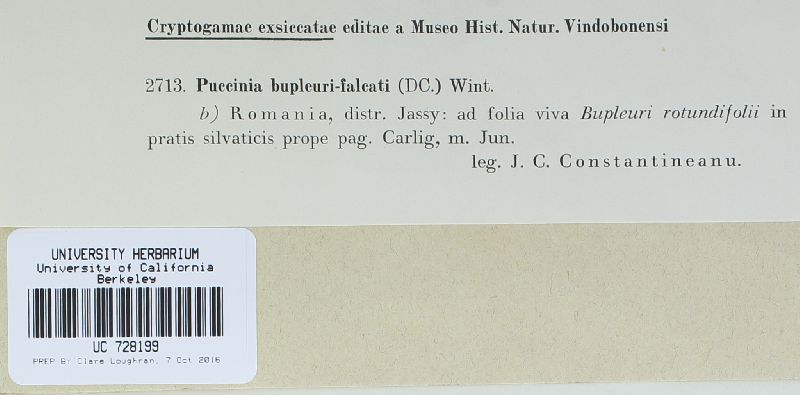 Cryptogamae exsiccatae editae a Museo Hist. Natur. Vindobonensi
2713. Puccinia bupleuri-falcati (DC.) Wint.
b) Romania, distr. Jassy: ad folia viva Bupleuri rotundifolii in
pratis silvaticis prope pag. Carlig, m. Jun.
leg. J. C. Constantineanu.
UNIVERSITY HERBARIUM
University of California
Berkeley
UC 728199
PREP BY Clare Loughran, 7 Oct 2016